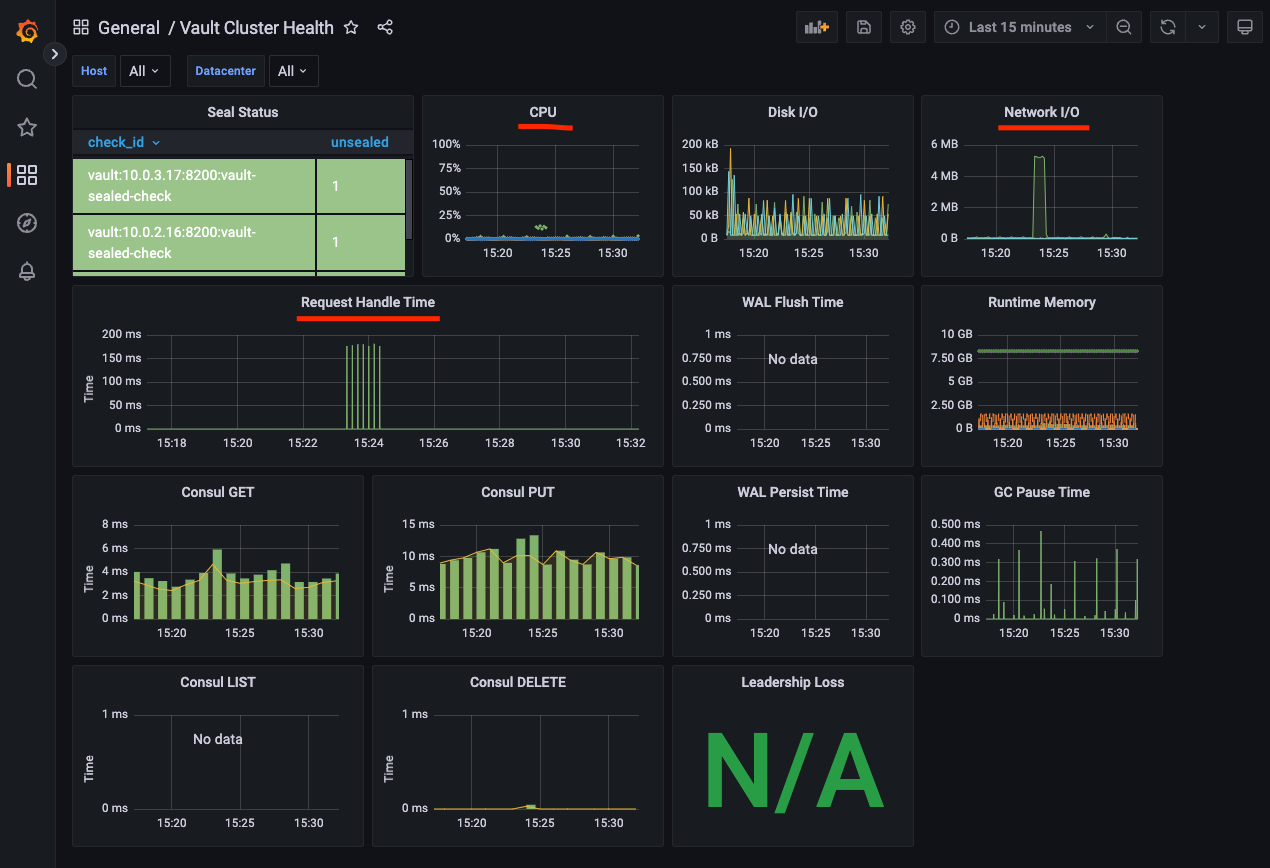 General / Vault Cluster Health
Last 15 minutes
Host All Datacenter All
Seal Status
check_id unsealed
vault:10.0.3.17:8200:vault-
sealed-check
1
vault:10.0.2.16:8200:vault-
sealed-check
1
CPU
100%
75%
50%
25%
0%
15:20 15:25 15:30
Disk I/O
200 kB
150 kB
100 kB
50 kB
0 B
15:20 15:25 15:30
Network I/O
6 MB
4 MB
2 MB
0 B
15:20 15:25 15:30
Request Handle Time
Time
200 ms
150 ms
100 ms
50 ms
0 ms
15:18 15:20 15:22 15:24 15:26 15:28 15:30 15:32
WAL Flush Time
1 ms
0.750 ms
0.500 ms
0.250 ms
0 ms
No data
15:20 15:25 15:30
Runtime Memory
10 GB
7.50 GB
5 GB
2.50 GB
0 B
15:20 15:25 15:30
Consul GET
Time
8 ms
6 ms
4 ms
2 ms
0 ms
15:20 15:25 15:30
Consul PUT
Time
15 ms
10 ms
5 ms
0 ms
15:20 15:25 15:30
WAL Persist Time
1 ms
0.750 ms
0.500 ms
0.250 ms
0 ms
No data
15:20 15:25 15:30
GC Pause Time
0.500 ms
0.400 ms
0.300 ms
0.200 ms
0.100 ms
0 ms
15:20 15:25 15:30
Consul LIST
Time
1 ms
0 ms
No data
15:20 15:25 15:30
Consul DELETE
Time
1 ms
0 ms
15:20 15:25 15:30
Leadership Loss
N/A